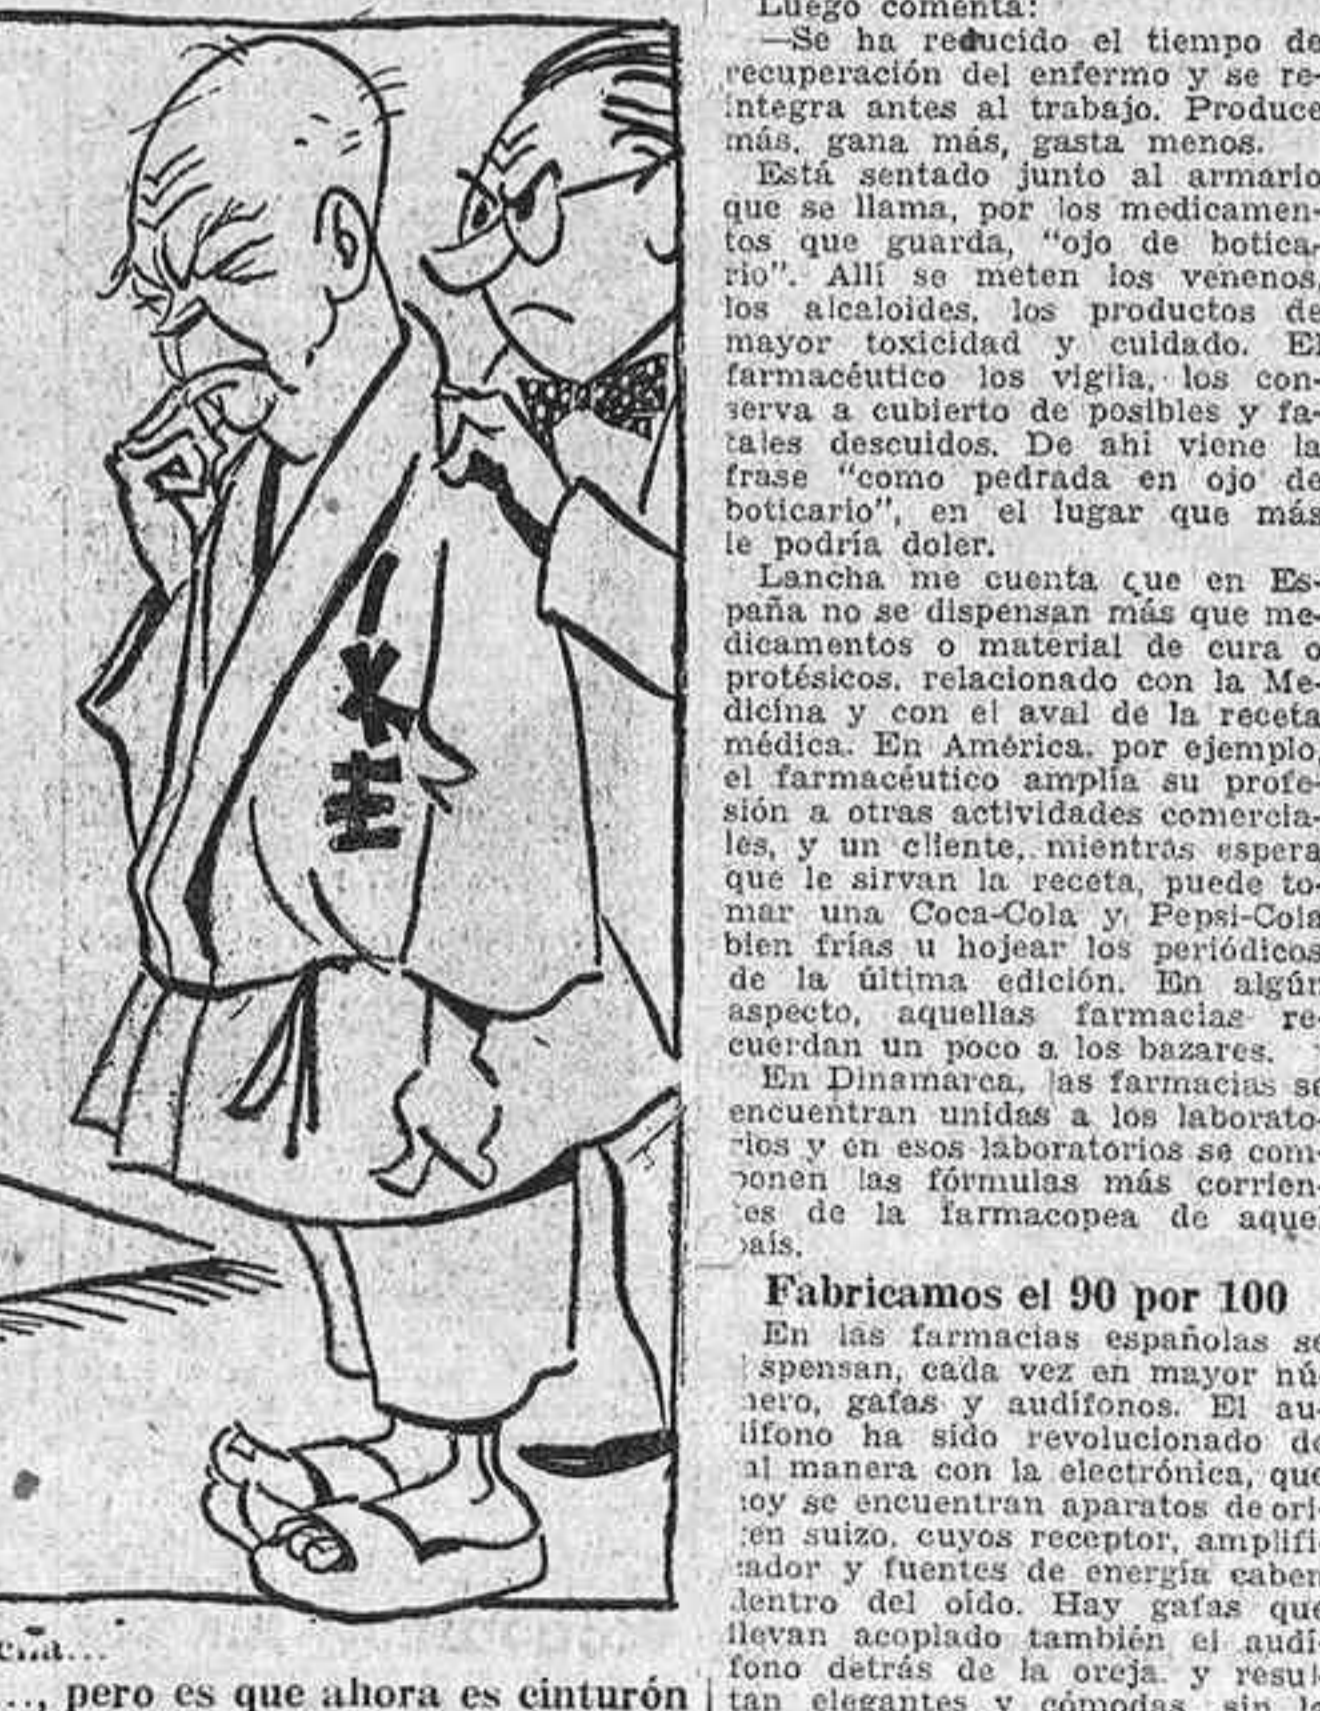 IKE
cña...
..., pero es que ahora es cinturón
Luego comenta:
—Se ha reducido el tiempo de
recuperación del enfermo y se re-
integra antes al trabajo. Produce
más, gana más, gasta menos.
Está sentado junto al armario
que se llama, por los medicamen-
tos que guarda, "ojo de botica-
rio". Allí se meten los venenos,
los alcaloides, los productos de
mayor toxicidad y cuidado. El
farmacéutico los vigila, los con-
serva a cubierto de posibles y fa-
tales descuidos. De ahí viene la
frase "como pedrada en ojo de
boticario", en el lugar que más
le podría doler.
Lancha me cuenta que en Es-
paña no se dispensan más que me-
dicamentos o material de cura o
protésicos, relacionado con la Me-
dicina y con el aval de la receta
médica. En América, por ejemplo,
el farmacéutico amplía su profe-
sión a otras actividades comercia-
les, y un cliente, mientras espera
que le sirvan la receta, puede to-
mar una Coca-Cola y Pepsi-Cola
bien frías u hojear los periódicos
de la última edición. En algún
aspecto, aquellas farmacias re-
cuerdan un poco a los bazares.
En Dinamarca, las farmacias se
encuentran unidas a los laborato-
rios y en esos laboratorios se com-
ponen las fórmulas más corrien-
tes de la farmacopea de aquel
país.
Fabricamos el 90 por 100
En las farmacias españolas se
spensan, cada vez en mayor nú-
mero, gafas y audífonos. El au-
dífono ha sido revolucionado de
al manera con la electrónica, que
hoy se encuentran aparatos de ori-
gen suizo, cuyos receptor, amplifi-
cador y fuentes de energía caben
dentro del oído. Hay gafas que
llevan acoplado también el audí-
fono detrás de la oreja, y resul-
tan elegantes y cómodas, sin